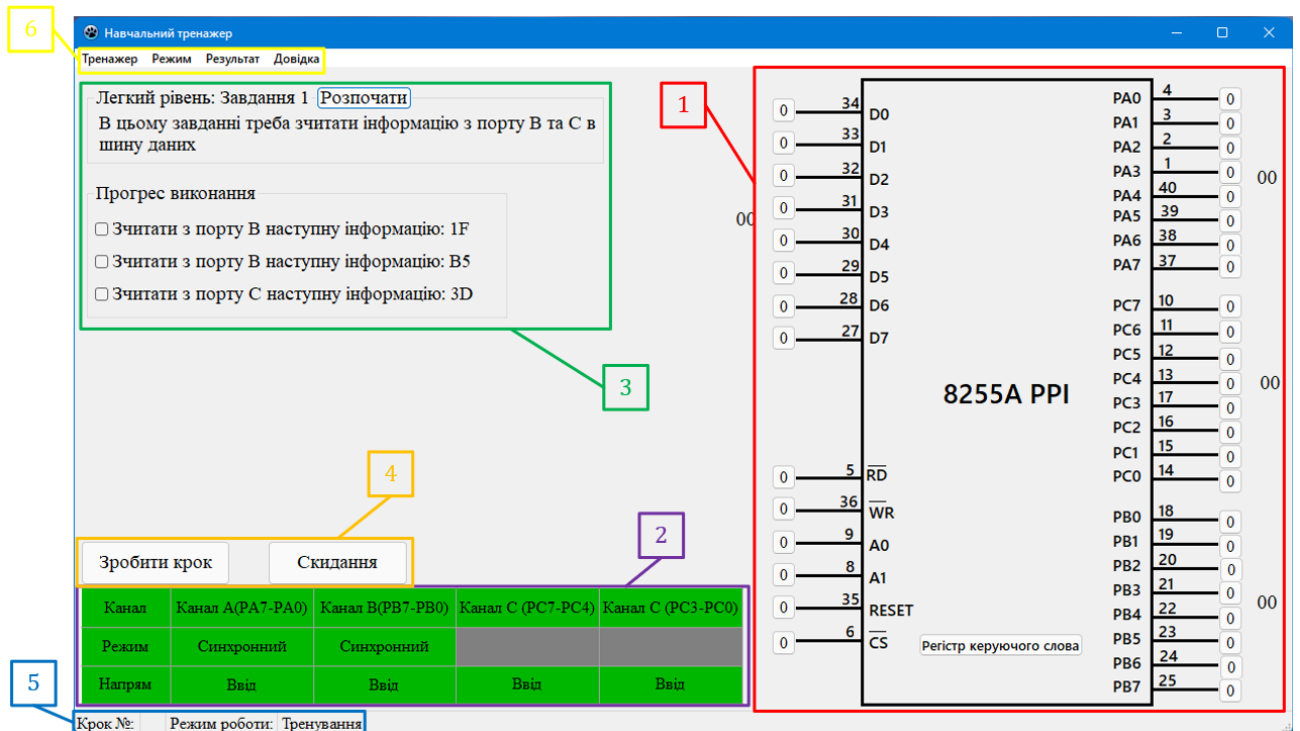 6
Навчальний тренажер
Тренажер Режим Результат Довідка
Легкий рівень: Завдання 1 Розпочати
В цьому завданні треба зчитати інформацію з порту B та C в
шину даних
Прогрес виконання
Зчитати з порту B наступну інформацію: 1F
Зчитати з порту B наступну інформацію: B5
Зчитати з порту C наступну інформацію: 3D
3
4
2
Зробити крок Скидання
Канал Канал A(PA7-PA0) Канал B(PB7-PB0) Канал C (PC7-PC4) Канал C (PC3-PC0)
Режим Синхронний Синхронний
Напрям Ввід Ввід Ввід Ввід
5
Крок №: Режим роботи: Тренування
1
00
0 34 D0
0 33 D1
0 32 D2
0 31 D3
0 30 D4
0 29 D5
0 28 D6
0 27 D7
0 5 RD
0 36 WR
0 9 A0
0 8 A1
0 35 RESET
0 6 CS
8255A PPI
Регістр керуючого слова
PA0 4 0
PA1 3 0
PA2 2 0
PA3 1 0
00
PA4 40 0
PA5 39 0
PA6 38 0
PA7 37 0
PC7 10 0
PC6 11 0
PC5 12 0
PC4 13 0
00
PC3 17 0
PC2 16 0
PC1 15 0
PC0 14 0
PB0 18 0
PB1 19 0
PB2 20 0
PB3 21 0
00
PB4 22 0
PB5 23 0
PB6 24 0
PB7 25 0